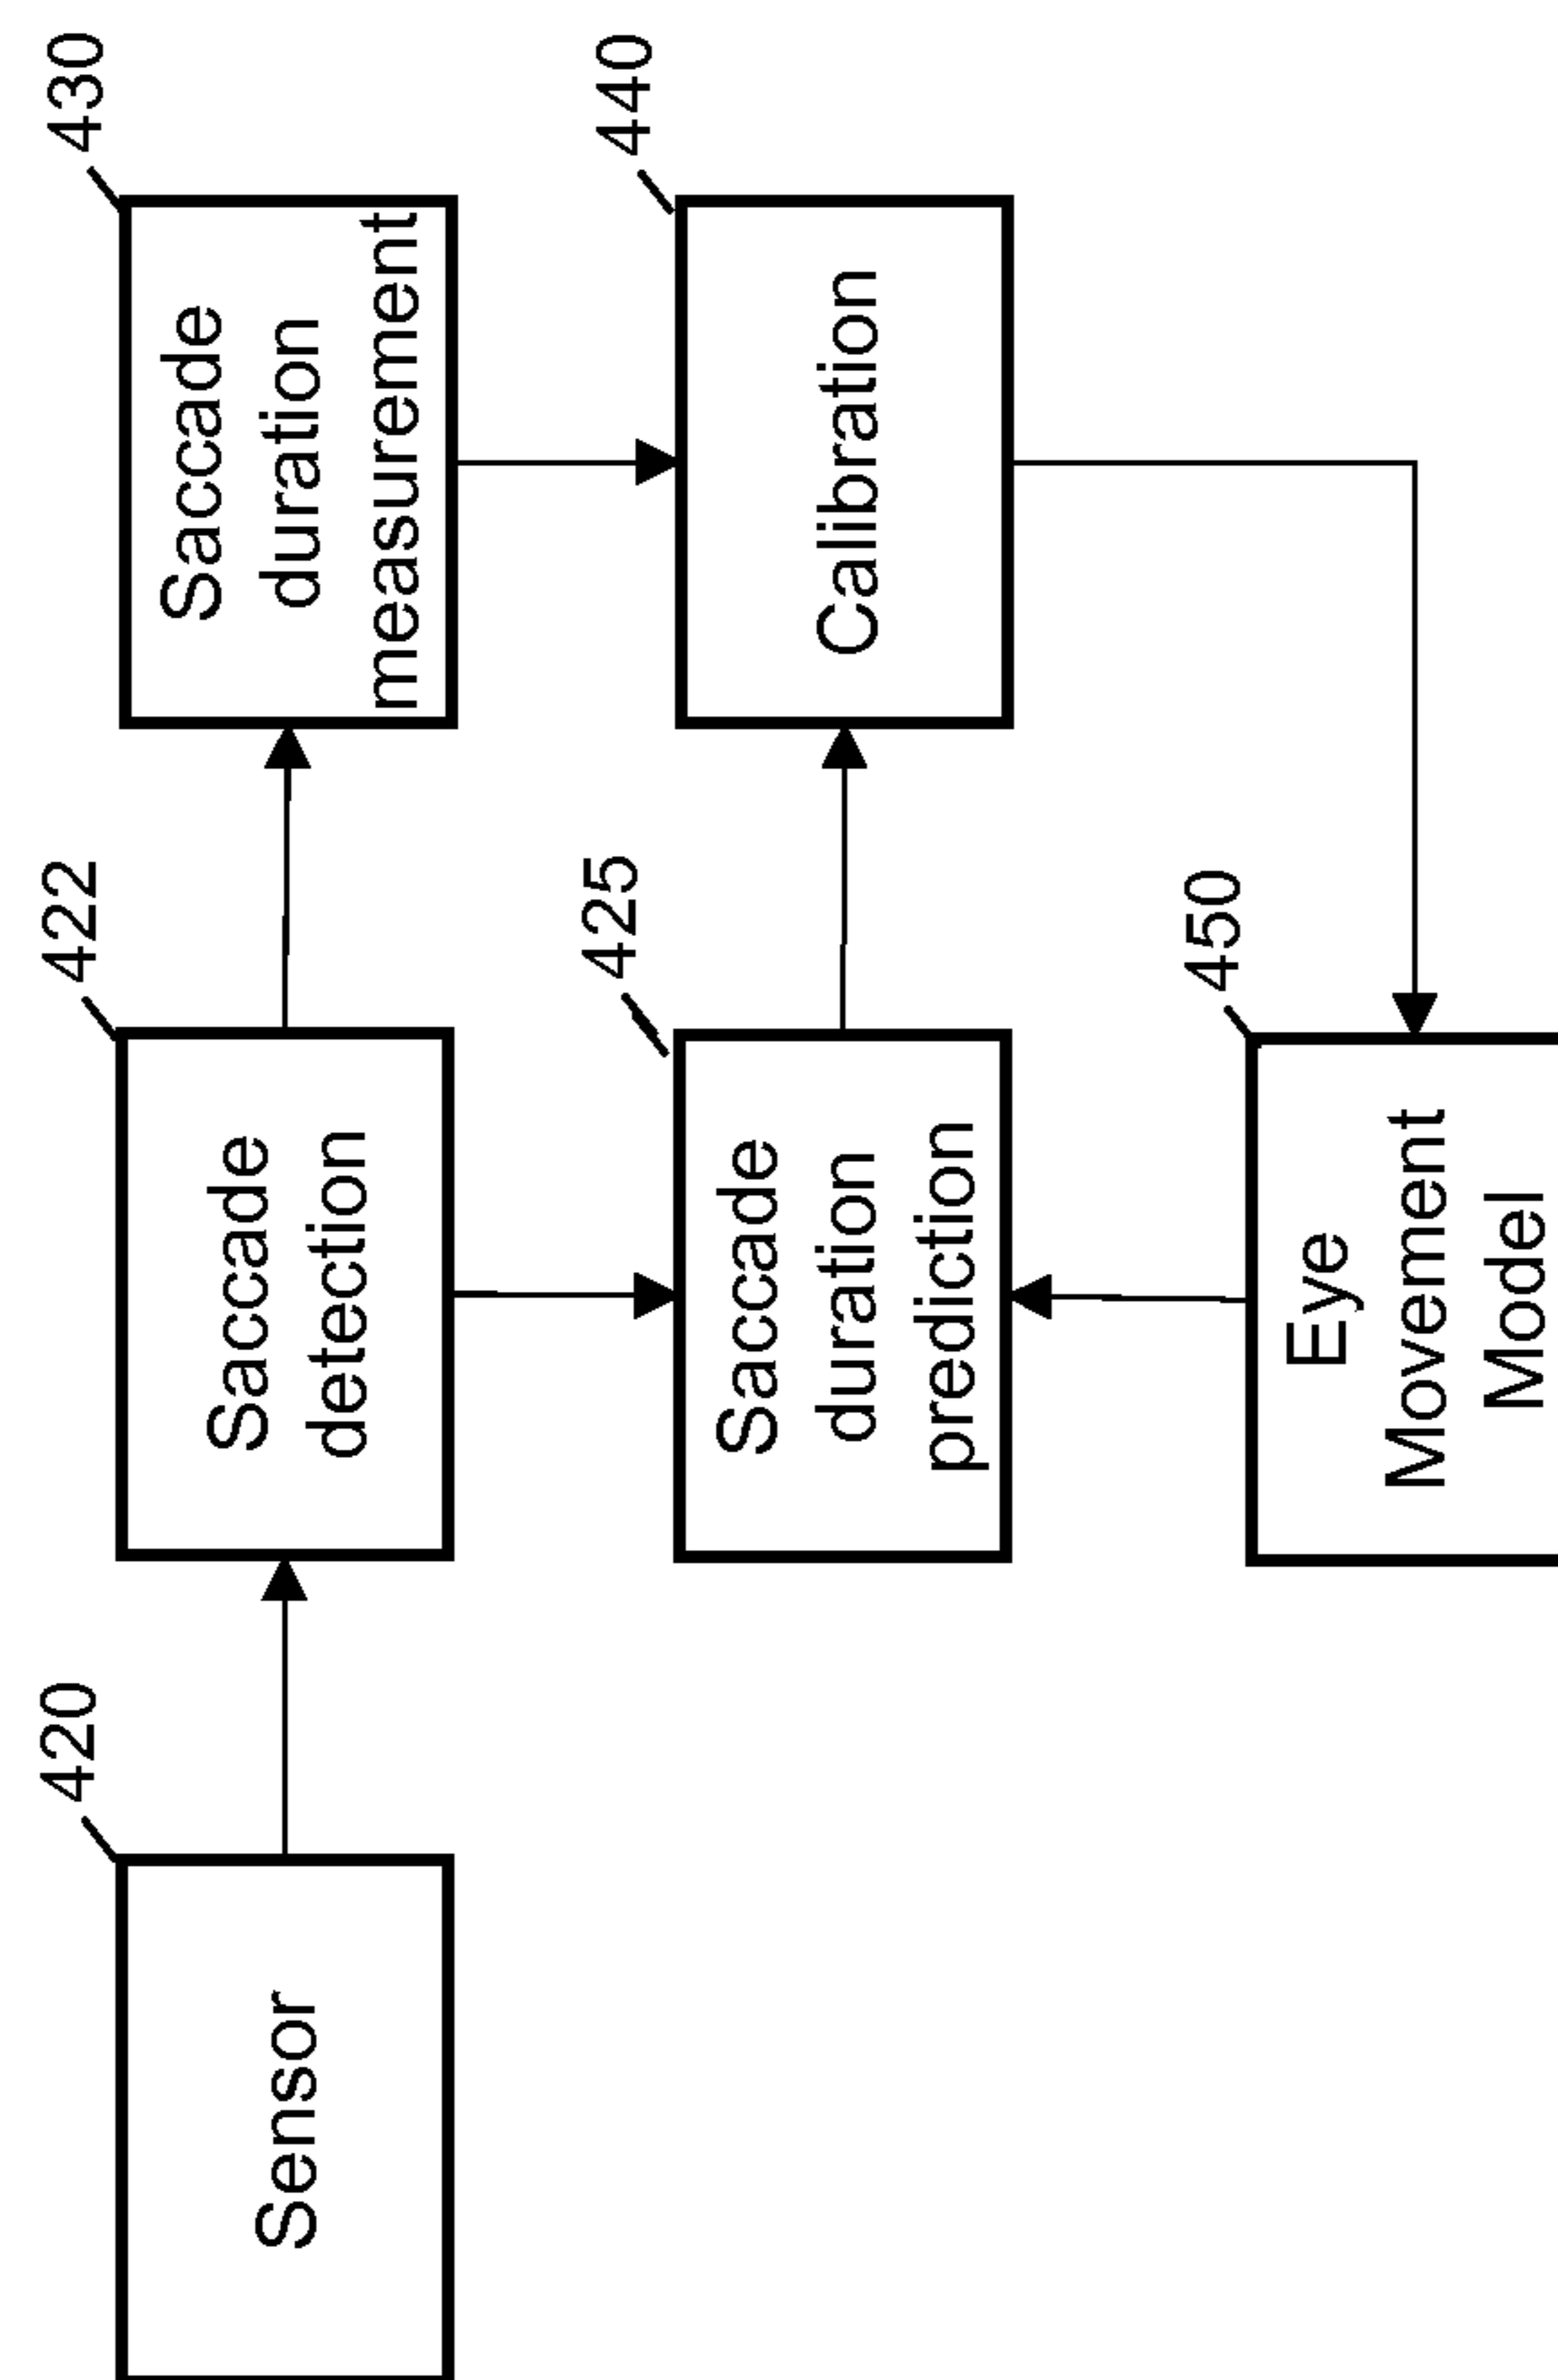 420
Sensor
422
Saccade
detection
430
Saccade
duration
measurement
425
Saccade
duration
prediction
440
Calibration
450
Eye
Movement
Model